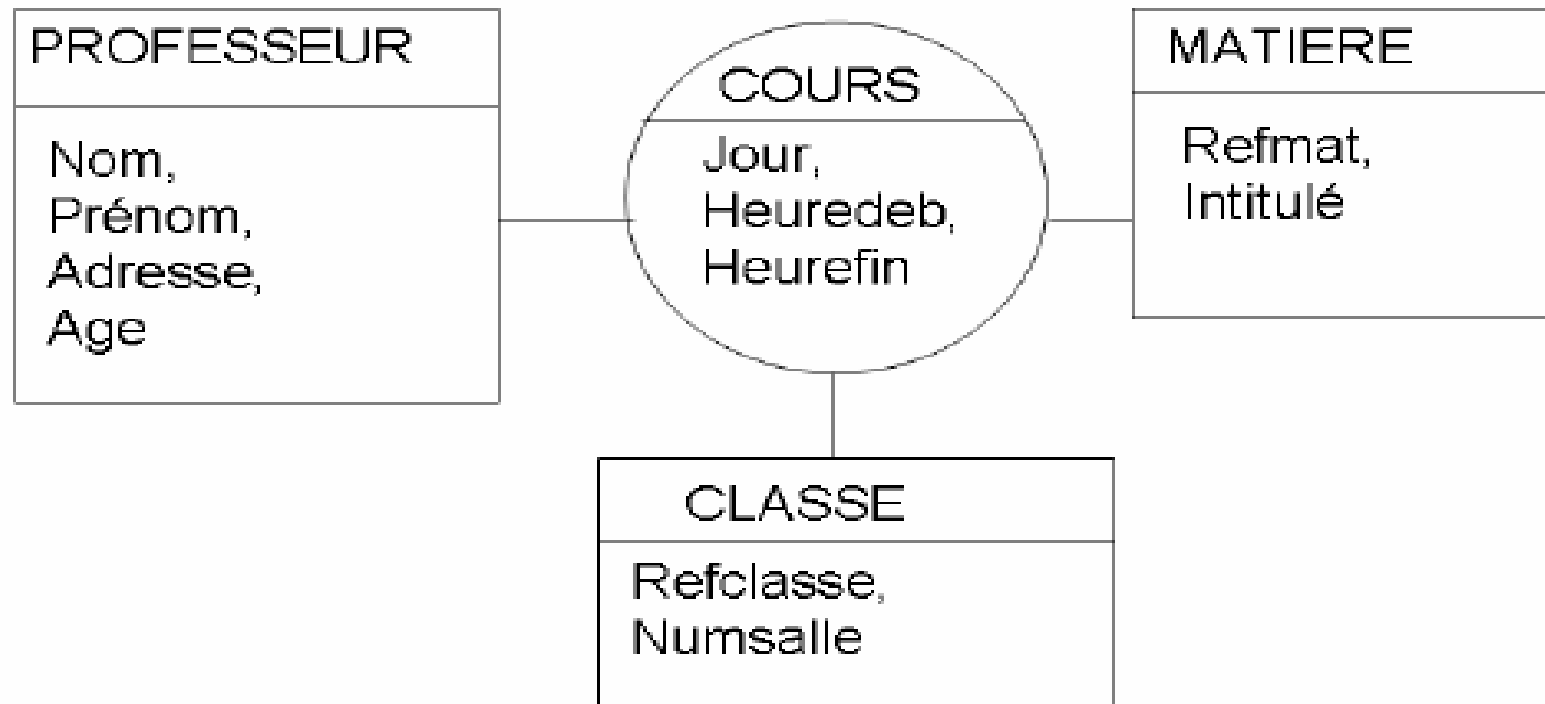 PROFESSEUR
Nom,
Prénom,
Adresse,
Age
COURS
Jour,
Heuredeb,
Heurefin
MATIERE
Refmat,
Intitulé
CLASSE
Refclasse,
Numsalle